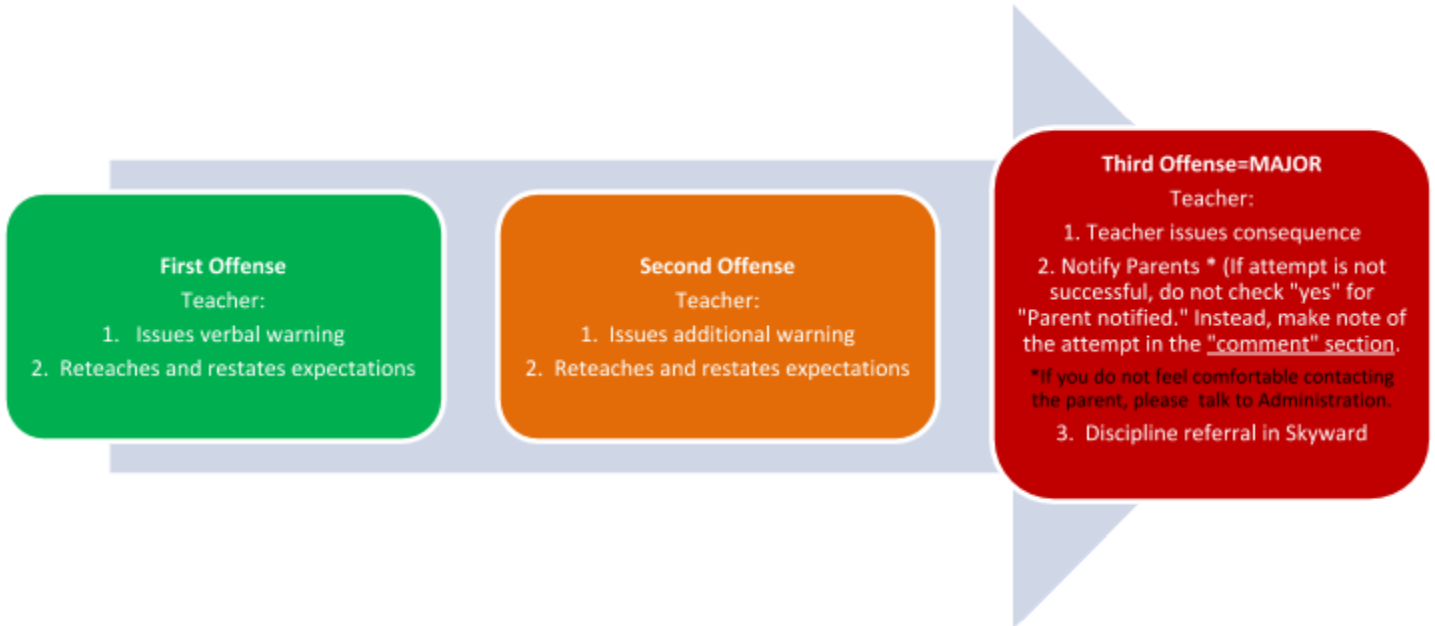 First Offense
Teacher:
1. Issues verbal warning
2. Reteaches and restates expectations
Second Offense
Teacher:
1. Issues additional warning
2. Reteaches and restates expectations
Third Offense=MAJOR
Teacher:
1. Teacher issues consequence
2. Notify Parents * (If attempt is not
successful, do not check "yes" for
"Parent notified." Instead, make note of
the attempt in the "comment" section.
*If you do not feel comfortable contacting
the parent, please talk to Administration.
3. Discipline referral in Skyward